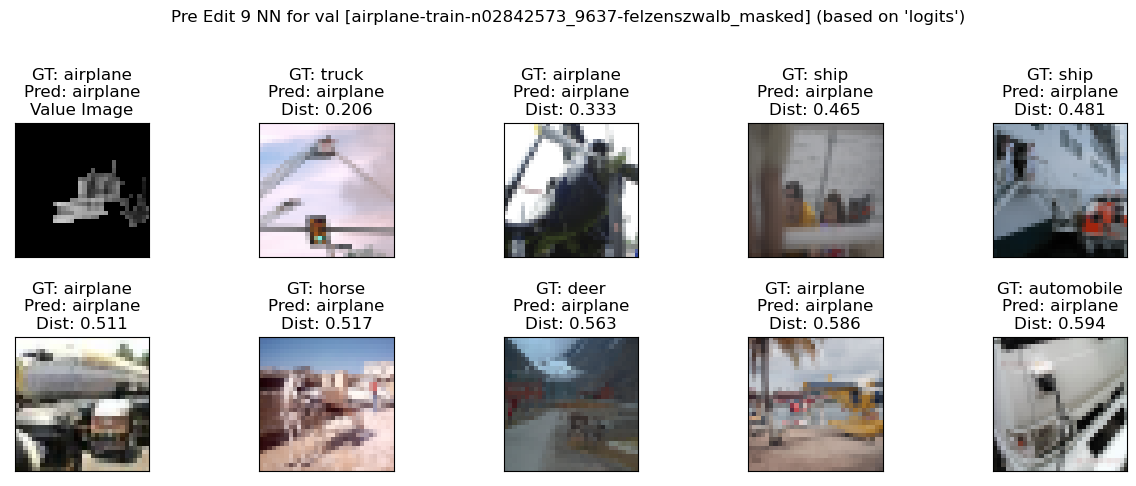 Pre Edit 9 NN for val [airplane-train-n02842573_9637-felzenszwalb_masked] (based on 'logits')
GT: airplane
Pred: airplane
Value Image
GT: truck
Pred: airplane
Dist: 0.206
GT: airplane
Pred: airplane
Dist: 0.333
GT: ship
Pred: airplane
Dist: 0.465
GT: ship
Pred: airplane
Dist: 0.481
GT: airplane
Pred: airplane
Dist: 0.511
GT: horse
Pred: airplane
Dist: 0.517
GT: deer
Pred: airplane
Dist: 0.563
GT: airplane
Pred: airplane
Dist: 0.586
GT: automobile
Pred: airplane
Dist: 0.594